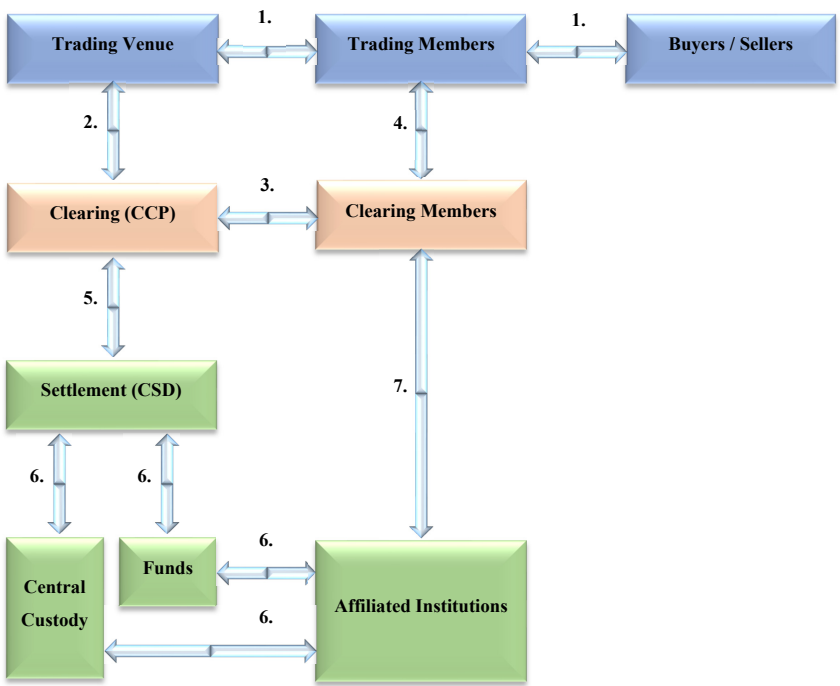 1.
1.
Trading Venue
Trading Members
Buyers / Sellers
2.
4.
3.
Clearing (CCP)
Clearing Members
5.
Settlement (CSD)
7.
6.
6.
6.
Funds
Central
Custody
Affiliated Institutions
6.